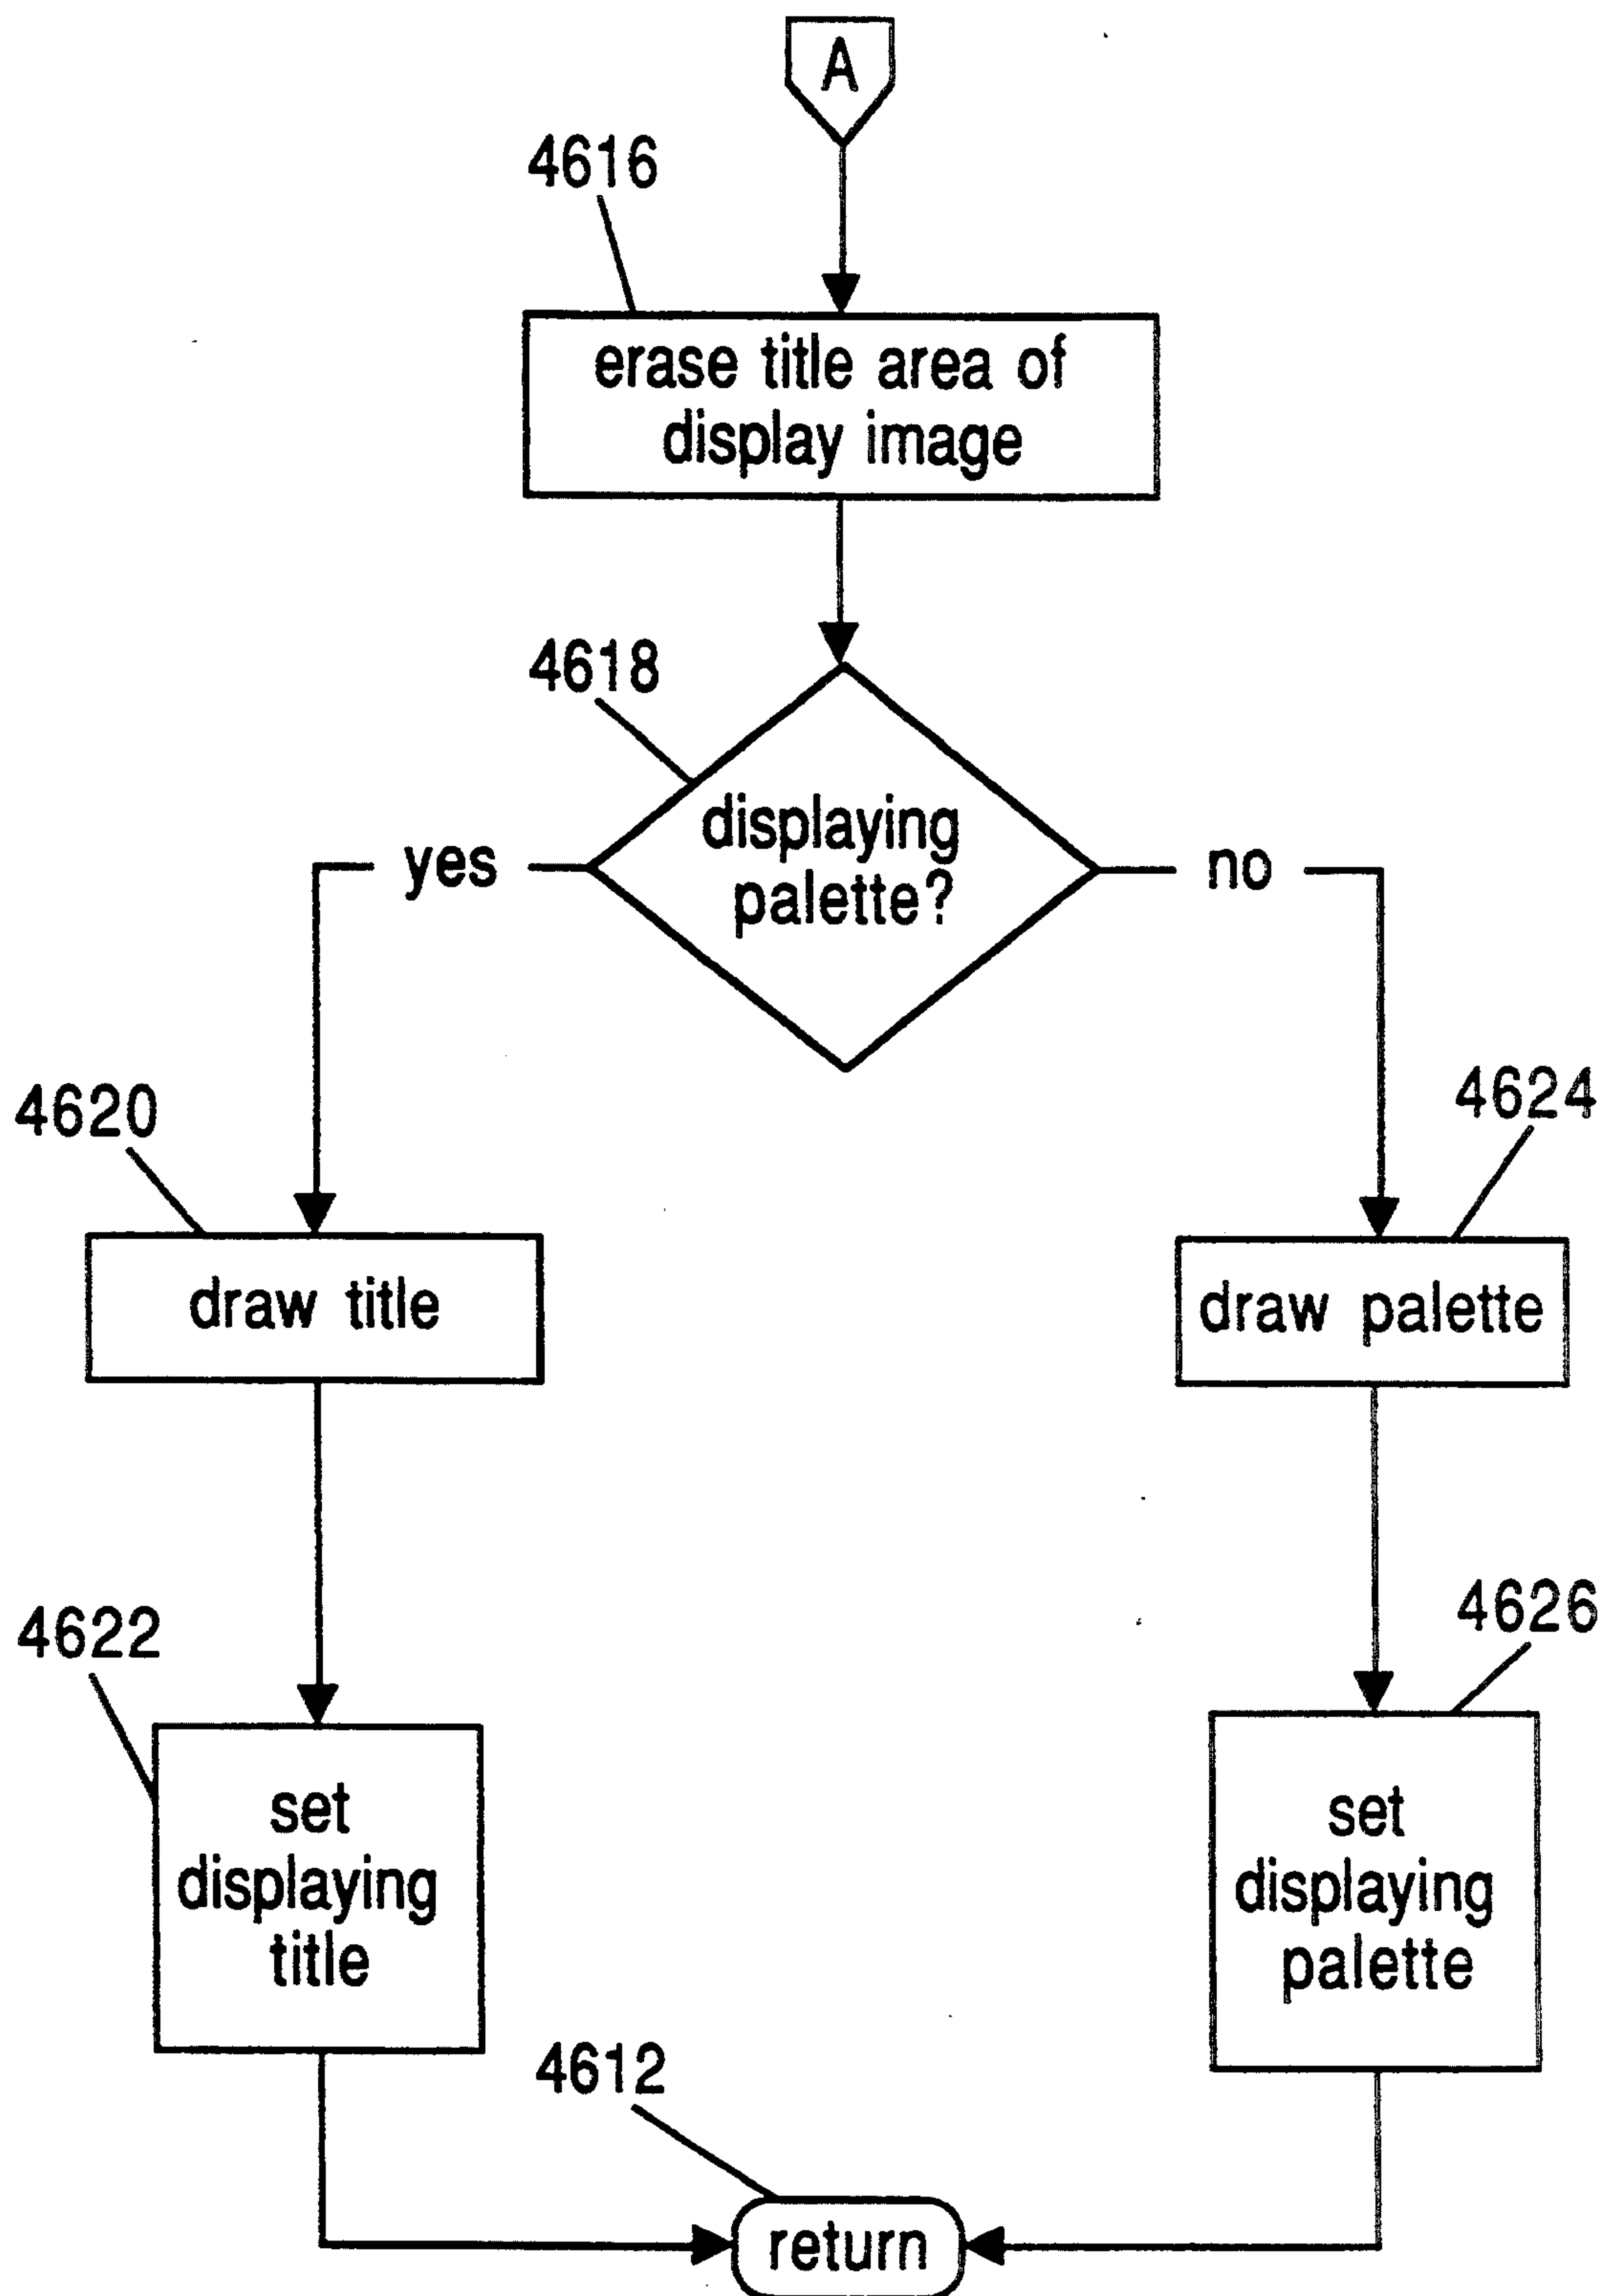 A
4616
erase title area of
display image
4618
displaying
palette?
yes
no
4620
4624
draw title
draw palette
4622
4626
set
displaying
title
set
displaying
palette
4612
return